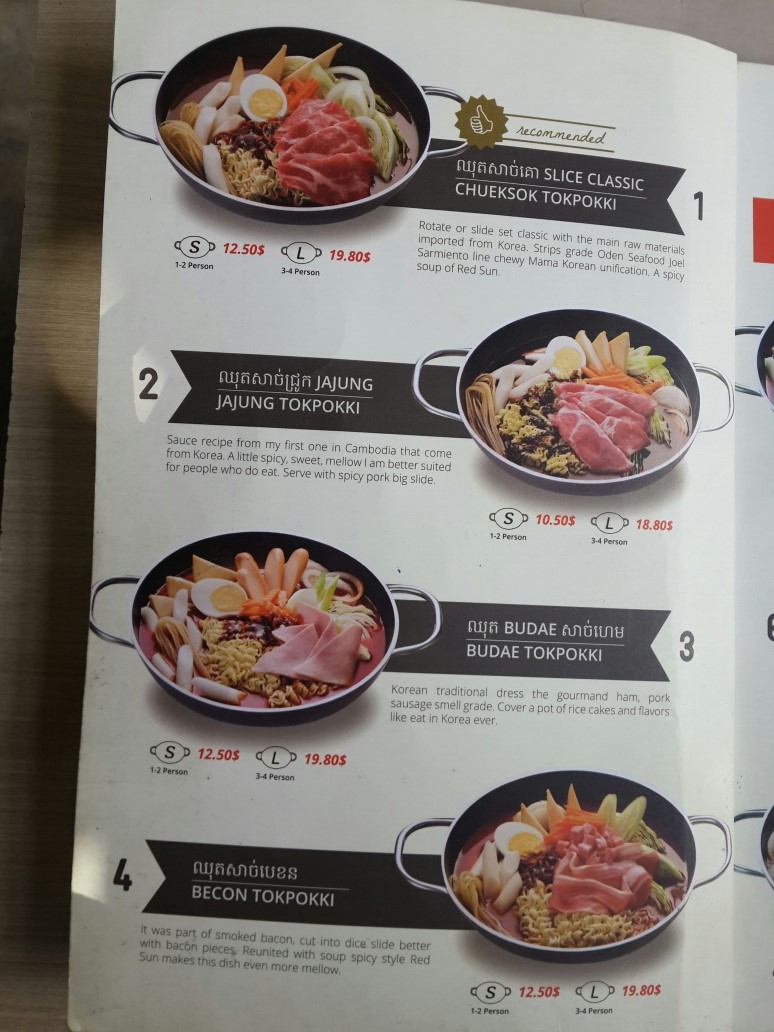 recommended
ឈុតសាច់គោ SLICE CLASSIC
CHUEKSOK TOKPOKKI
1
Rotate or slide set classic with the main raw materials
imported from Korea. Strips grade Oden Seafood Joel
Sarmiento line chewy Mama Korean unification. A spicy
soup of Red Sun.
S 12.50$ L 19.80$
1-2 Person 3-4 Person
2
ឈុតសាច់ជ្រូក JAJUNG
JAJUNG TOKPOKKI
Sauce recipe from my first one in Cambodia that come
from Korea. A little spicy, sweet, mellow I am better suited
for people who do eat. Serve with spicy pork big slide.
S 10.50$ L 18.80$
1-2 Person 3-4 Person
ឈុត BUDAE សាច់ហេម
BUDAE TOKPOKKI
3
Korean traditional dress the gourmand ham, pork
sausage smell grade. Cover a pot of rice cakes and flavors
like eat in Korea ever.
S 12.50$ L 19.80$
1-2 Person 3-4 Person
4
ឈុតសាច់បេខន
BECON TOKPOKKI
It was part of smoked bacon, cut into dice slide better
with bacon pieces, Reunited with soup spicy style Red
Sun makes this dish even more mellow.
S 12.50$ L 19.80$
1-2 Person 3-4 Person